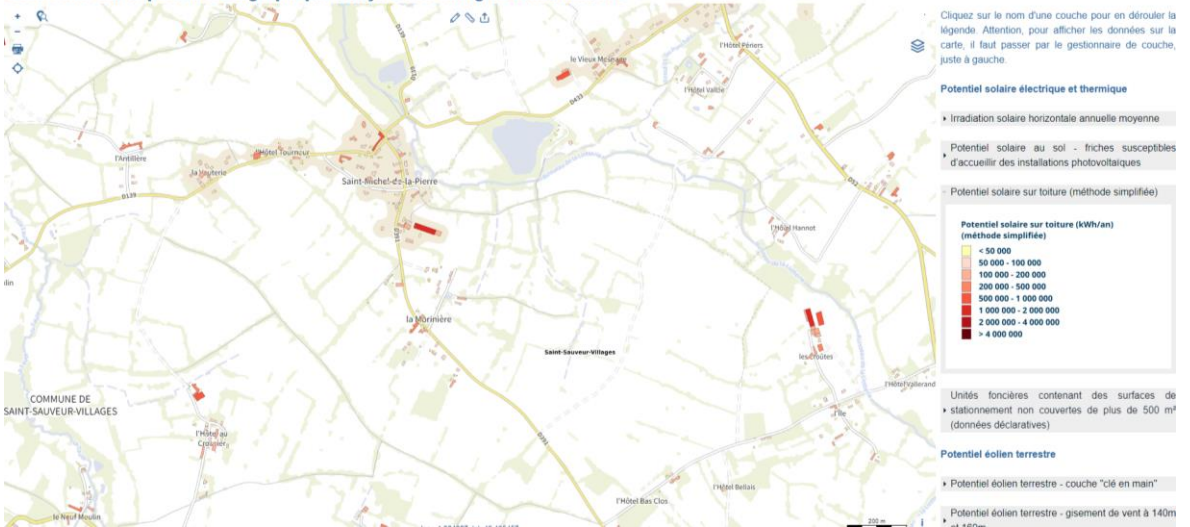 Cliquez sur le nom d'une couche pour en dérouler la
légende. Attention, pour afficher les données sur la
carte, il faut passer par le gestionnaire de couche,
juste à gauche.
Potentiel solaire électrique et thermique
Irradiation solaire horizontale annuelle moyenne
Potentiel solaire au sol - friches susceptibles
d'accueillir des installations photovoltaïques
Potentiel solaire sur toiture (méthode simplifiée)
Potentiel solaire sur toiture (kWh/an)
(méthode simplifiée)
< 50 000
50 000 - 100 000
100 000 - 200 000
200 000 - 500 000
500 000 - 1 000 000
1 000 000 - 2 000 000
2 000 000 - 4 000 000
> 4 000 000
Unités foncières contenant des surfaces de
stationnement non couvertes de plus de 500 m²
(données déclaratives)
Potentiel éolien terrestre
Potentiel éolien terrestre - couche "clé en main"
Potentiel éolien terrestre - gisement de vent à 140m
D139
l'Hôtel Péners
le Vieux Mesnage
D433
l'Hôtel Vallée
l'Antillère
l'Hôtel Tournour
la Hauterie
Saint-Michel-de-la-Pierre
D139
D52
D393
l'Hôtel Hannot
la Morinière
Saint-Sauveur-Villages
les Croûtes
l'Hôtel Vallerand
COMMUNE DE
SAINT-SAUVEUR-VILLAGES
l'Île
l'Hôtel au
D393
l'Hôtel Bellais
l'Hôtel Bas Clos
le Neuf Moulin
200 m